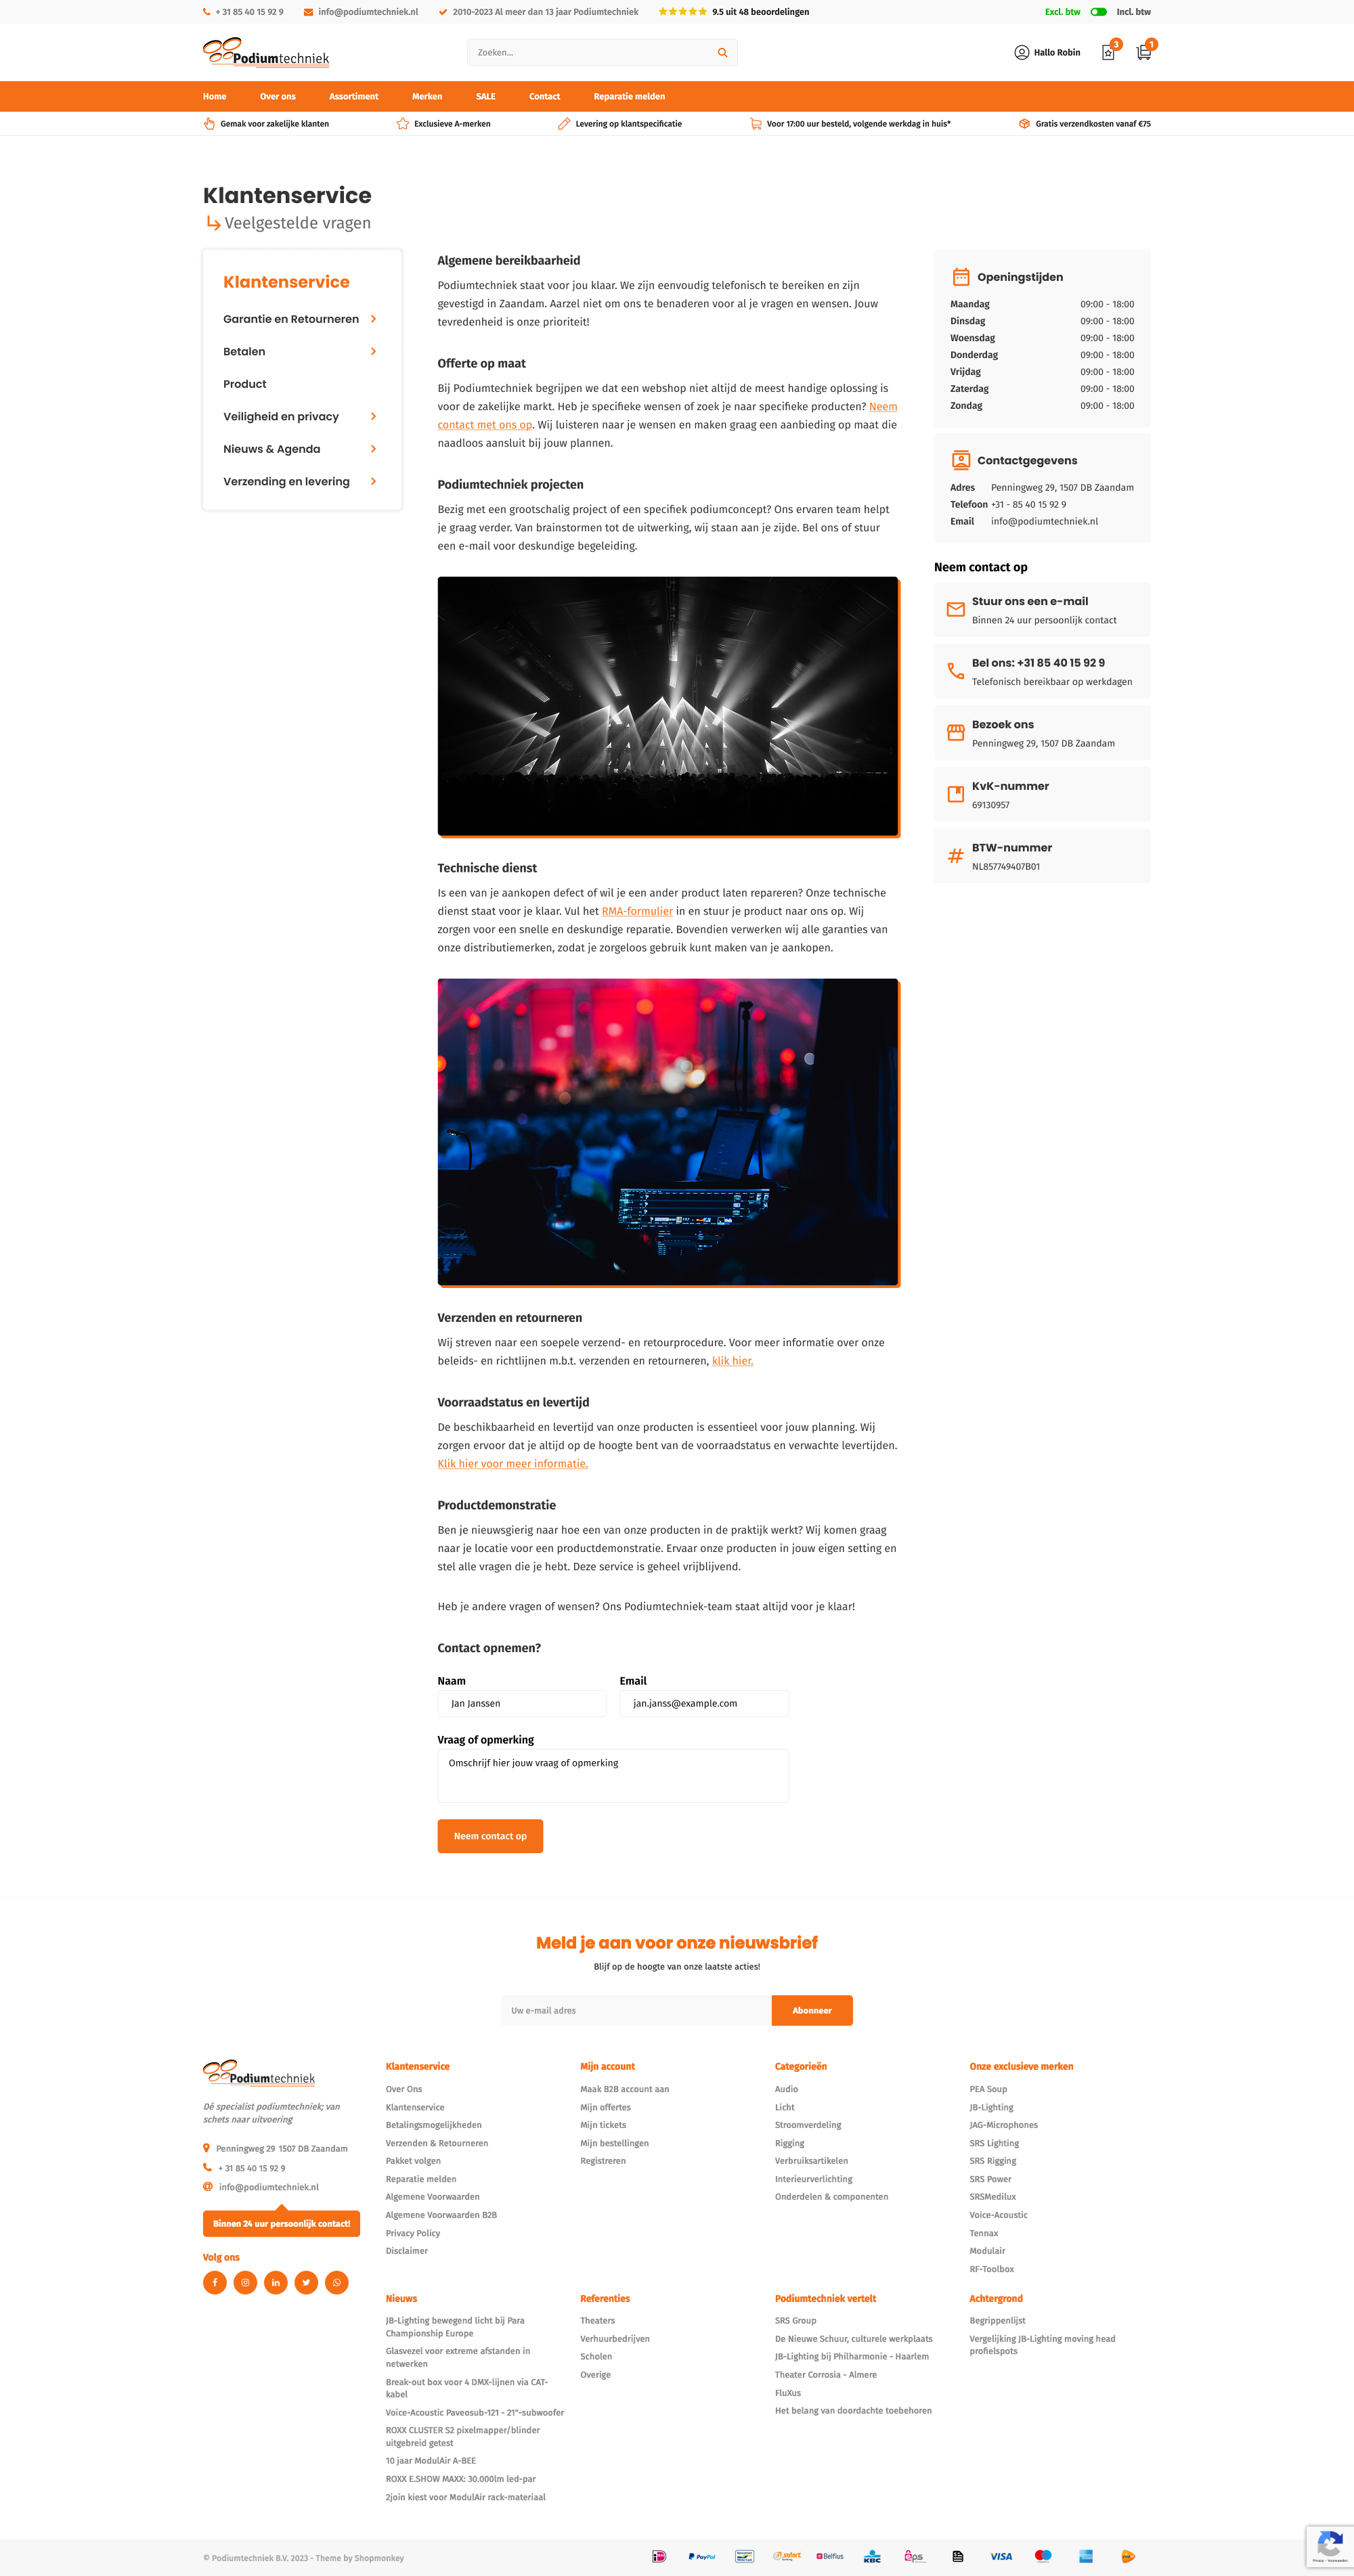 + 31 85 40 15 92 9
info@podiumtechniek.nl
2010-2023 Al meer dan 13 jaar Podiumtechniek
9.5 uit 48 beoordelingen
Excl. btw
Incl. btw
Podiumtechniek
Zoeken...
Hallo Robin
3
1
Home
Over ons
Assortiment
Merken
SALE
Contact
Reparatie melden
Gemak voor zakelijke klanten
Exclusieve A-merken
Levering op klantspecificatie
Voor 17:00 uur besteld, volgende werkdag in huis*
Gratis verzendkosten vanaf €75
Klantenservice
Veelgestelde vragen
Klantenservice
Garantie en Retourneren
Betalen
Product
Veiligheid en privacy
Nieuws & Agenda
Verzending en levering
Algemene bereikbaarheid
Podiumtechniek staat voor jou klaar. We zijn eenvoudig telefonisch te bereiken en zijn
gevestigd in Zaandam. Aarzel niet om ons te benaderen voor al je vragen en wensen. Jouw
tevredenheid is onze prioriteit!
Offerte op maat
Bij Podiumtechniek begrijpen we dat een webshop niet altijd de meest handige oplossing is
voor de zakelijke markt. Heb je specifieke wensen of zoek je naar specifieke producten? Neem
contact met ons op. Wij luisteren naar je wensen en maken graag een aanbieding op maat die
naadloos aansluit bij jouw plannen.
Podiumtechniek projecten
Bezig met een grootschalig project of een specifiek podiumconcept? Ons ervaren team helpt
je graag verder. Van brainstormen tot de uitwerking, wij staan aan je zijde. Bel ons of stuur
een e-mail voor deskundige begeleiding.
Technische dienst
Is een van je aankopen defect of wil je een ander product laten repareren? Onze technische
dienst staat voor je klaar. Vul het RMA-formulier in en stuur je product naar ons op. Wij
zorgen voor een snelle en deskundige reparatie. Bovendien verwerken wij alle garanties van
onze distributiemerken, zodat je zorgeloos gebruik kunt maken van je aankopen.
Verzenden en retourneren
Wij streven naar een soepele verzend- en retourprocedure. Voor meer informatie over onze
beleids- en richtlijnen m.b.t. verzenden en retourneren, klik hier.
Voorraadstatus en levertijd
De beschikbaarheid en levertijd van onze producten is essentieel voor jouw planning. Wij
zorgen ervoor dat je altijd op de hoogte bent van de voorraadstatus en verwachte levertijden.
Klik hier voor meer informatie.
Productdemonstratie
Ben je nieuwsgierig naar hoe een van onze producten in de praktijk werkt? Wij komen graag
naar je locatie voor een productdemonstratie. Ervaar onze producten in jouw eigen setting en
stel alle vragen die je hebt. Deze service is geheel vrijblijvend.
Heb je andere vragen of wensen? Ons Podiumtechniek-team staat altijd voor je klaar!
Contact opnemen?
Naam
Email
Jan Janssen
jan.janss@example.com
Vraag of opmerking
Omschrijf hier jouw vraag of opmerking
Neem contact op
Openingstijden
Maandag 09:00 - 18:00
Dinsdag 09:00 - 18:00
Woensdag 09:00 - 18:00
Donderdag 09:00 - 18:00
Vrijdag 09:00 - 18:00
Zaterdag 09:00 - 18:00
Zondag 09:00 - 18:00
Contactgegevens
Adres Penningweg 29, 1507 DB Zaandam
Telefoon +31 - 85 40 15 92 9
Email info@podiumtechniek.nl
Neem contact op
Stuur ons een e-mail
Binnen 24 uur persoonlijk contact
Bel ons: +31 85 40 15 92 9
Telefonisch bereikbaar op werkdagen
Bezoek ons
Penningweg 29, 1507 DB Zaandam
KvK-nummer
69130957
BTW-nummer
NL857749407B01
Meld je aan voor onze nieuwsbrief
Blijf op de hoogte van onze laatste acties!
Uw e-mail adres
Abonneer
Podiumtechniek
Dé specialist podiumtechniek; van
schets naar uitvoering
Penningweg 29 1507 DB Zaandam
+ 31 85 40 15 92 9
info@podiumtechniek.nl
Binnen 24 uur persoonlijk contact!
Volg ons
Klantenservice
Over Ons
Klantenservice
Betalingsmogelijkheden
Verzenden & Retourneren
Pakket volgen
Reparatie melden
Algemene Voorwaarden
Algemene Voorwaarden B2B
Privacy Policy
Disclaimer
Mijn account
Maak B2B account aan
Mijn offertes
Mijn tickets
Mijn bestellingen
Registreren
Categorieën
Audio
Licht
Stroomverdeling
Rigging
Verbruiksartikelen
Interieurverlichting
Onderdelen & componenten
Onze exclusieve merken
PEA Soup
JB-Lighting
JAG-Microphones
SRS Lighting
SRS Rigging
SRS Power
SRSMedilux
Voice-Acoustic
Tennax
Modulair
RF-Toolbox
Nieuws
JB-Lighting bewegend licht bij Para
Championship Europe
Glasvezel voor extreme afstanden in
netwerken
Break-out box voor 4 DMX-lijnen via CAT-
kabel
Voice-Acoustic Paveosub-121 - 21"-subwoofer
ROXX CLUSTER S2 pixelmapper/blinder
uitgebreid getest
10 jaar ModulAir A-BEE
ROXX E.SHOW MAXX: 30.000lm led-par
2join kiest voor ModulAir rack-materiaal
Referenties
Theaters
Verhuurbedrijven
Scholen
Overige
Podiumtechniek vertelt
SRS Group
De Nieuwe Schuur, culturele werkplaats
JB-Lighting bij Philharmonie - Haarlem
Theater Corrosia - Almere
FluXus
Het belang van doordachte toebehoren
Achtergrond
Begrippenlijst
Vergelijking JB-Lighting moving head
profielspots
© Podiumtechniek B.V. 2023 - Theme by Shopmonkey
PayPal
Belfius
KBC
eps
VISA